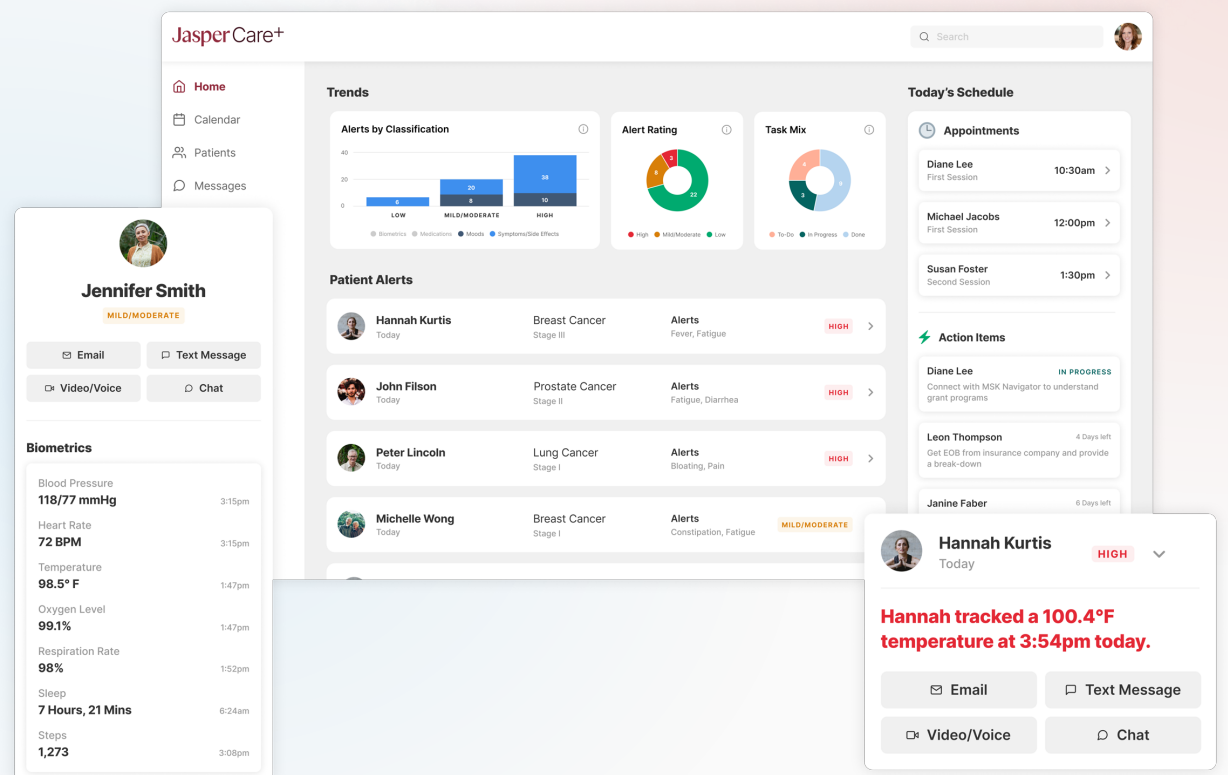 JasperCare+
Search
Home
Calendar
Patients
Messages
Trends
Alerts by Classification
40
20
0
6
20
8
38
10
LOW
MILD/MODERATE
HIGH
Biometrics
Medications
Moods
Symptoms/Side Effects
Alert Rating
3
8
22
High
Mild/Moderate
Low
Task Mix
4
3
To-Do
In Progress
Done
Patient Alerts
Hannah Kurtis
Today
Breast Cancer
Stage III
Alerts
Fever, Fatigue
HIGH
John Filson
Today
Prostate Cancer
Stage II
Alerts
Fatigue, Diarrhea
HIGH
Peter Lincoln
Today
Lung Cancer
Stage I
Alerts
Bloating, Pain
HIGH
Michelle Wong
Today
Breast Cancer
Stage I
Alerts
Constipation, Fatigue
MILD/MODERATE
Today's Schedule
Appointments
Diane Lee
First Session
10:30am
Michael Jacobs
First Session
12:00pm
Susan Foster
Second Session
1:30pm
Action Items
Diane Lee
IN PROGRESS
Connect with MSK Navigator to understand
grant programs
Leon Thompson
4 Days left
Get EOB from insurance company and provide
a break-down
Janine Faber
6 Days left
Jennifer Smith
MILD/MODERATE
Email
Text Message
Video/Voice
Chat
Biometrics
Blood Pressure
118/77 mmHg
3:15pm
Heart Rate
72 BPM
3:15pm
Temperature
98.5° F
1:47pm
Oxygen Level
99.1%
1:47pm
Respiration Rate
98%
1:52pm
Sleep
7 Hours, 21 Mins
6:24am
Steps
1,273
3:08pm
Hannah Kurtis
Today
HIGH
Hannah tracked a 100.4°F
temperature at 3:54pm today.
Email
Text Message
Video/Voice
Chat